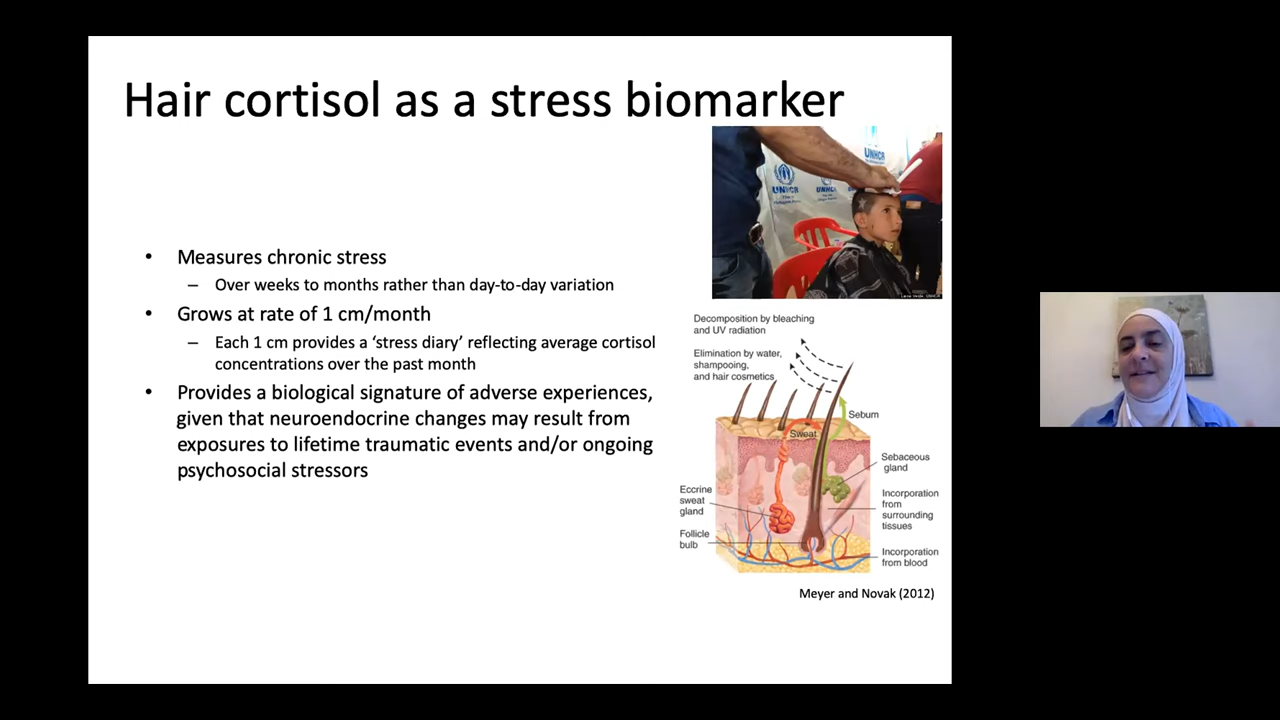 Hair cortisol as a stress biomarker
• Measures chronic stress
– Over weeks to months rather than day-to-day variation
• Grows at rate of 1 cm/month
– Each 1 cm provides a ‘stress diary’ reflecting average cortisol
concentrations over the past month
• Provides a biological signature of adverse experiences,
given that neuroendocrine changes may result from
exposures to lifetime traumatic events and/or ongoing
psychosocial stressors
UNHCR
UNHCR
UNHCR
UNHCR
Decomposition by bleaching
and UV radiation
Elimination by water,
shampooing,
and hair cosmetics
Sebum
Sweat
Sebaceous
gland
Eccrine
sweat
gland
Incorporation
from
surrounding
tissues
Follicle
bulb
Incorporation
from blood
Meyer and Novak (2012)